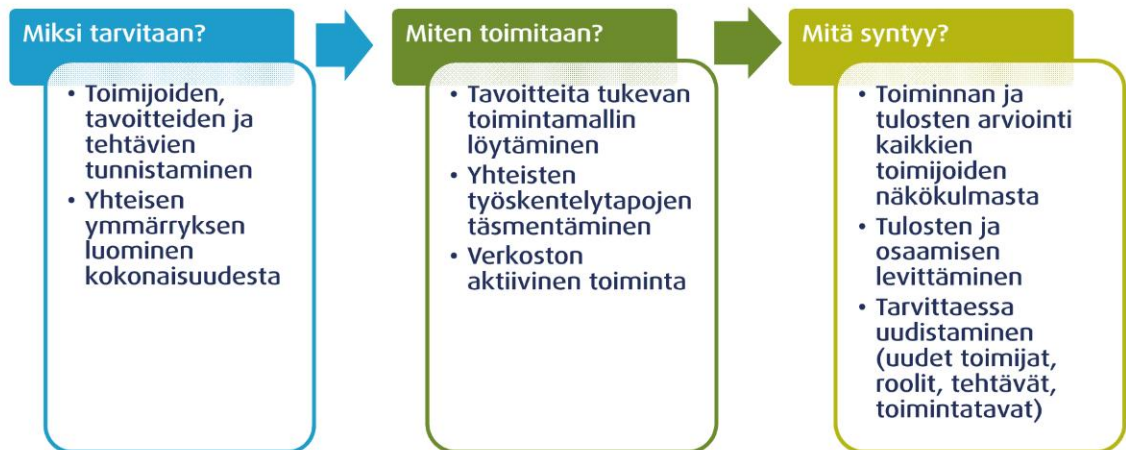 Miksi tarvitaan?
• Toimijoiden,
tavoitteiden ja
tehtävien
tunnistaminen
• Yhteisen
ymmärryksen
luominen
kokonaisuudesta
Miten toimitaan?
• Tavoitteita tukevan
toimintamallin
löytäminen
• Yhteisten
työskentelytapojen
täsmentäminen
• Verkoston
aktiivinen toiminta
Mitä syntyy?
• Toiminnan ja
tulosten arviointi
kaikkien
toimijoiden
näkökulmasta
• Tulosten ja
osaamisen
levittäminen
• Tarvittaessa
uudistaminen
(uudet toimijat,
roolit, tehtävät,
toimintatavat)